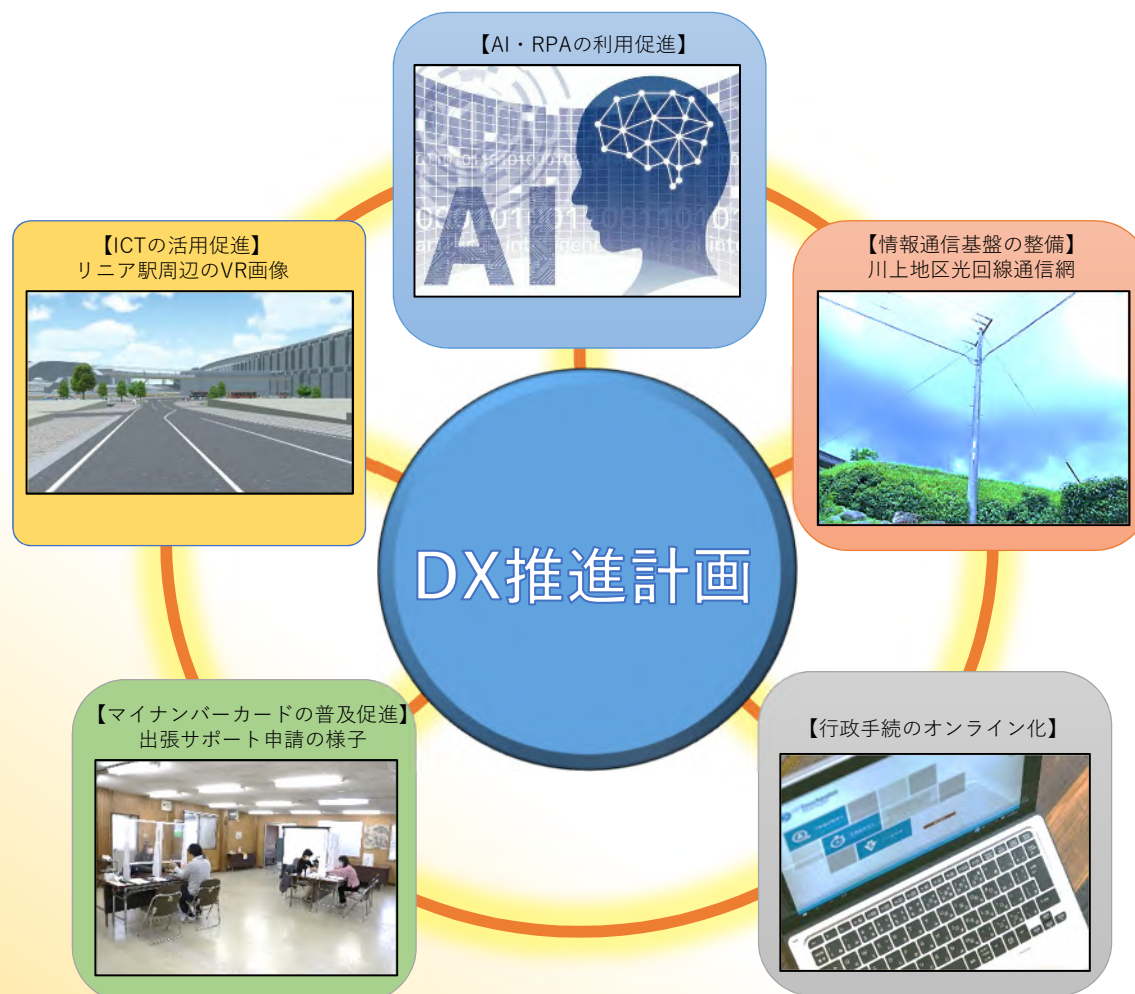 【AI・RPAの利用促進】
AI
【ICTの活用促進】
リニア駅周辺のVR画像
【情報通信基盤の整備】
川上地区光回線通信網
DX推進計画
【マイナンバーカードの普及促進】
出張サポート申請の様子
【行政手続のオンライン化】